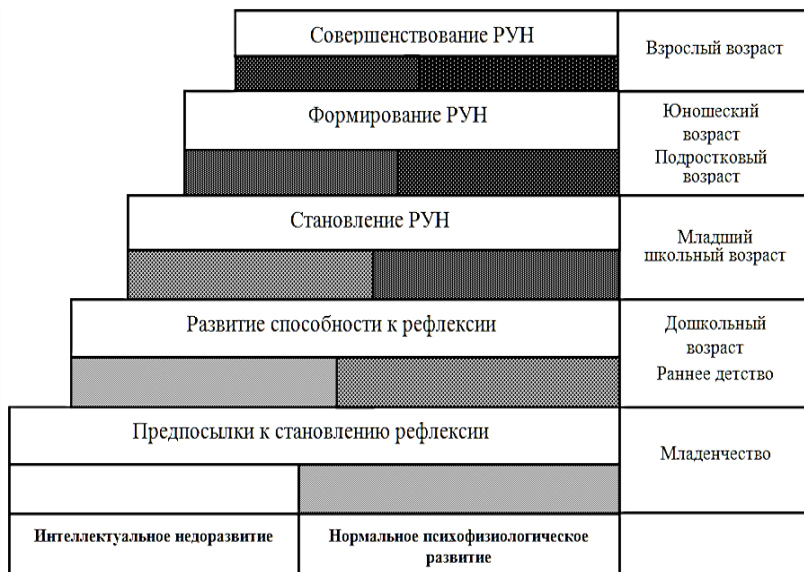 Совершенствование РУН
Взрослый возраст
Формирование РУН
Юношеский
возраст
Подростковый
возраст
Становление РУН
Младший
школьный возраст
Развитие способности к рефлексии
Дошкольный
возраст
Раннее детство
Предпосылки к становлению рефлексии
Младенчество
Интеллектуальное недоразвитие
Нормальное психофизиологическое
развитие